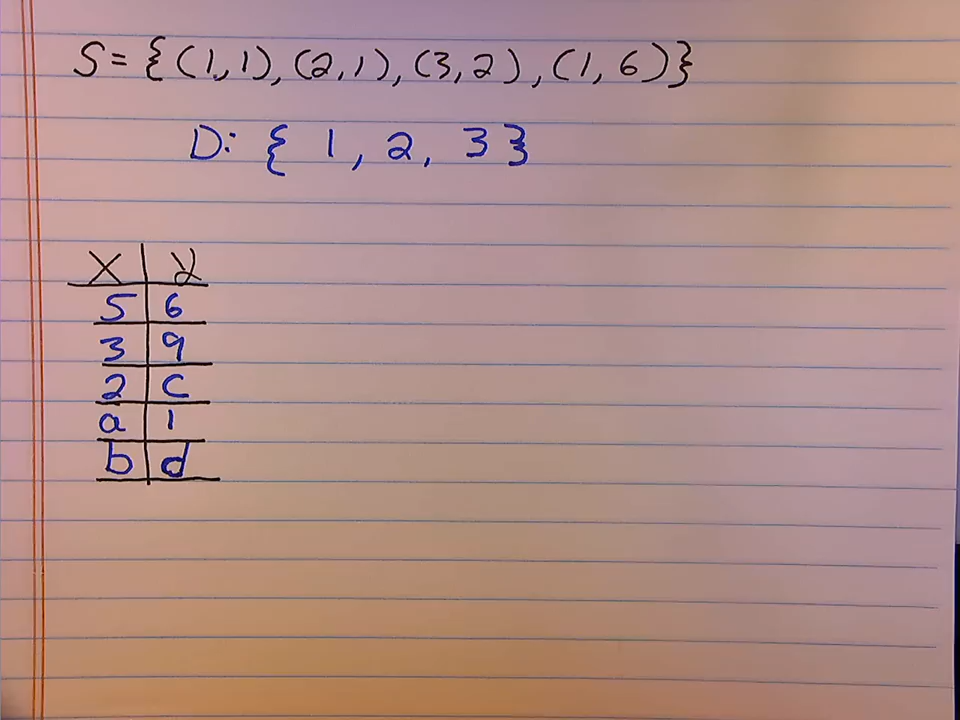 S = {(1,1), (2,1), (3,2), (1,6)}
D: { 1, 2, 3}
X | y
5 | 6
3 | 9
2 | C
a | 1
b | d